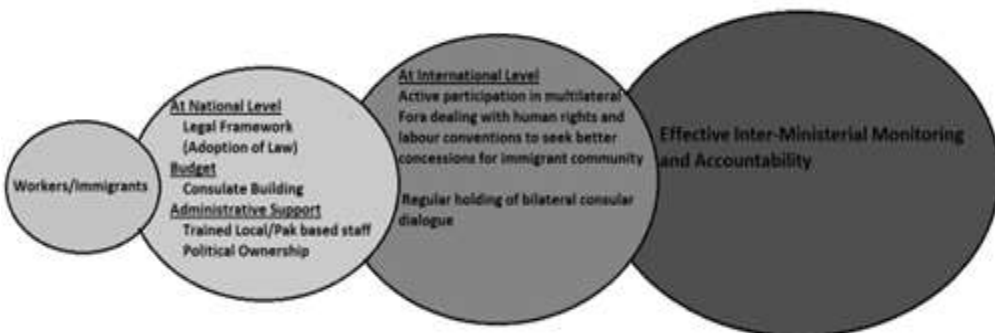 Workers/Immigrants
At National Level
Legal Framework
(Adoption of Law)
Budget
Consulate Building
Administrative Support
Trained Local/Pak based staff
Political Ownership
At International Level
Active participation in multilateral
Fora dealing with human rights and
labour conventions to seek better
concessions for immigrant community
Regular holding of bilateral consular
dialogue
Effective Inter-Ministerial Monitoring
and Accountability